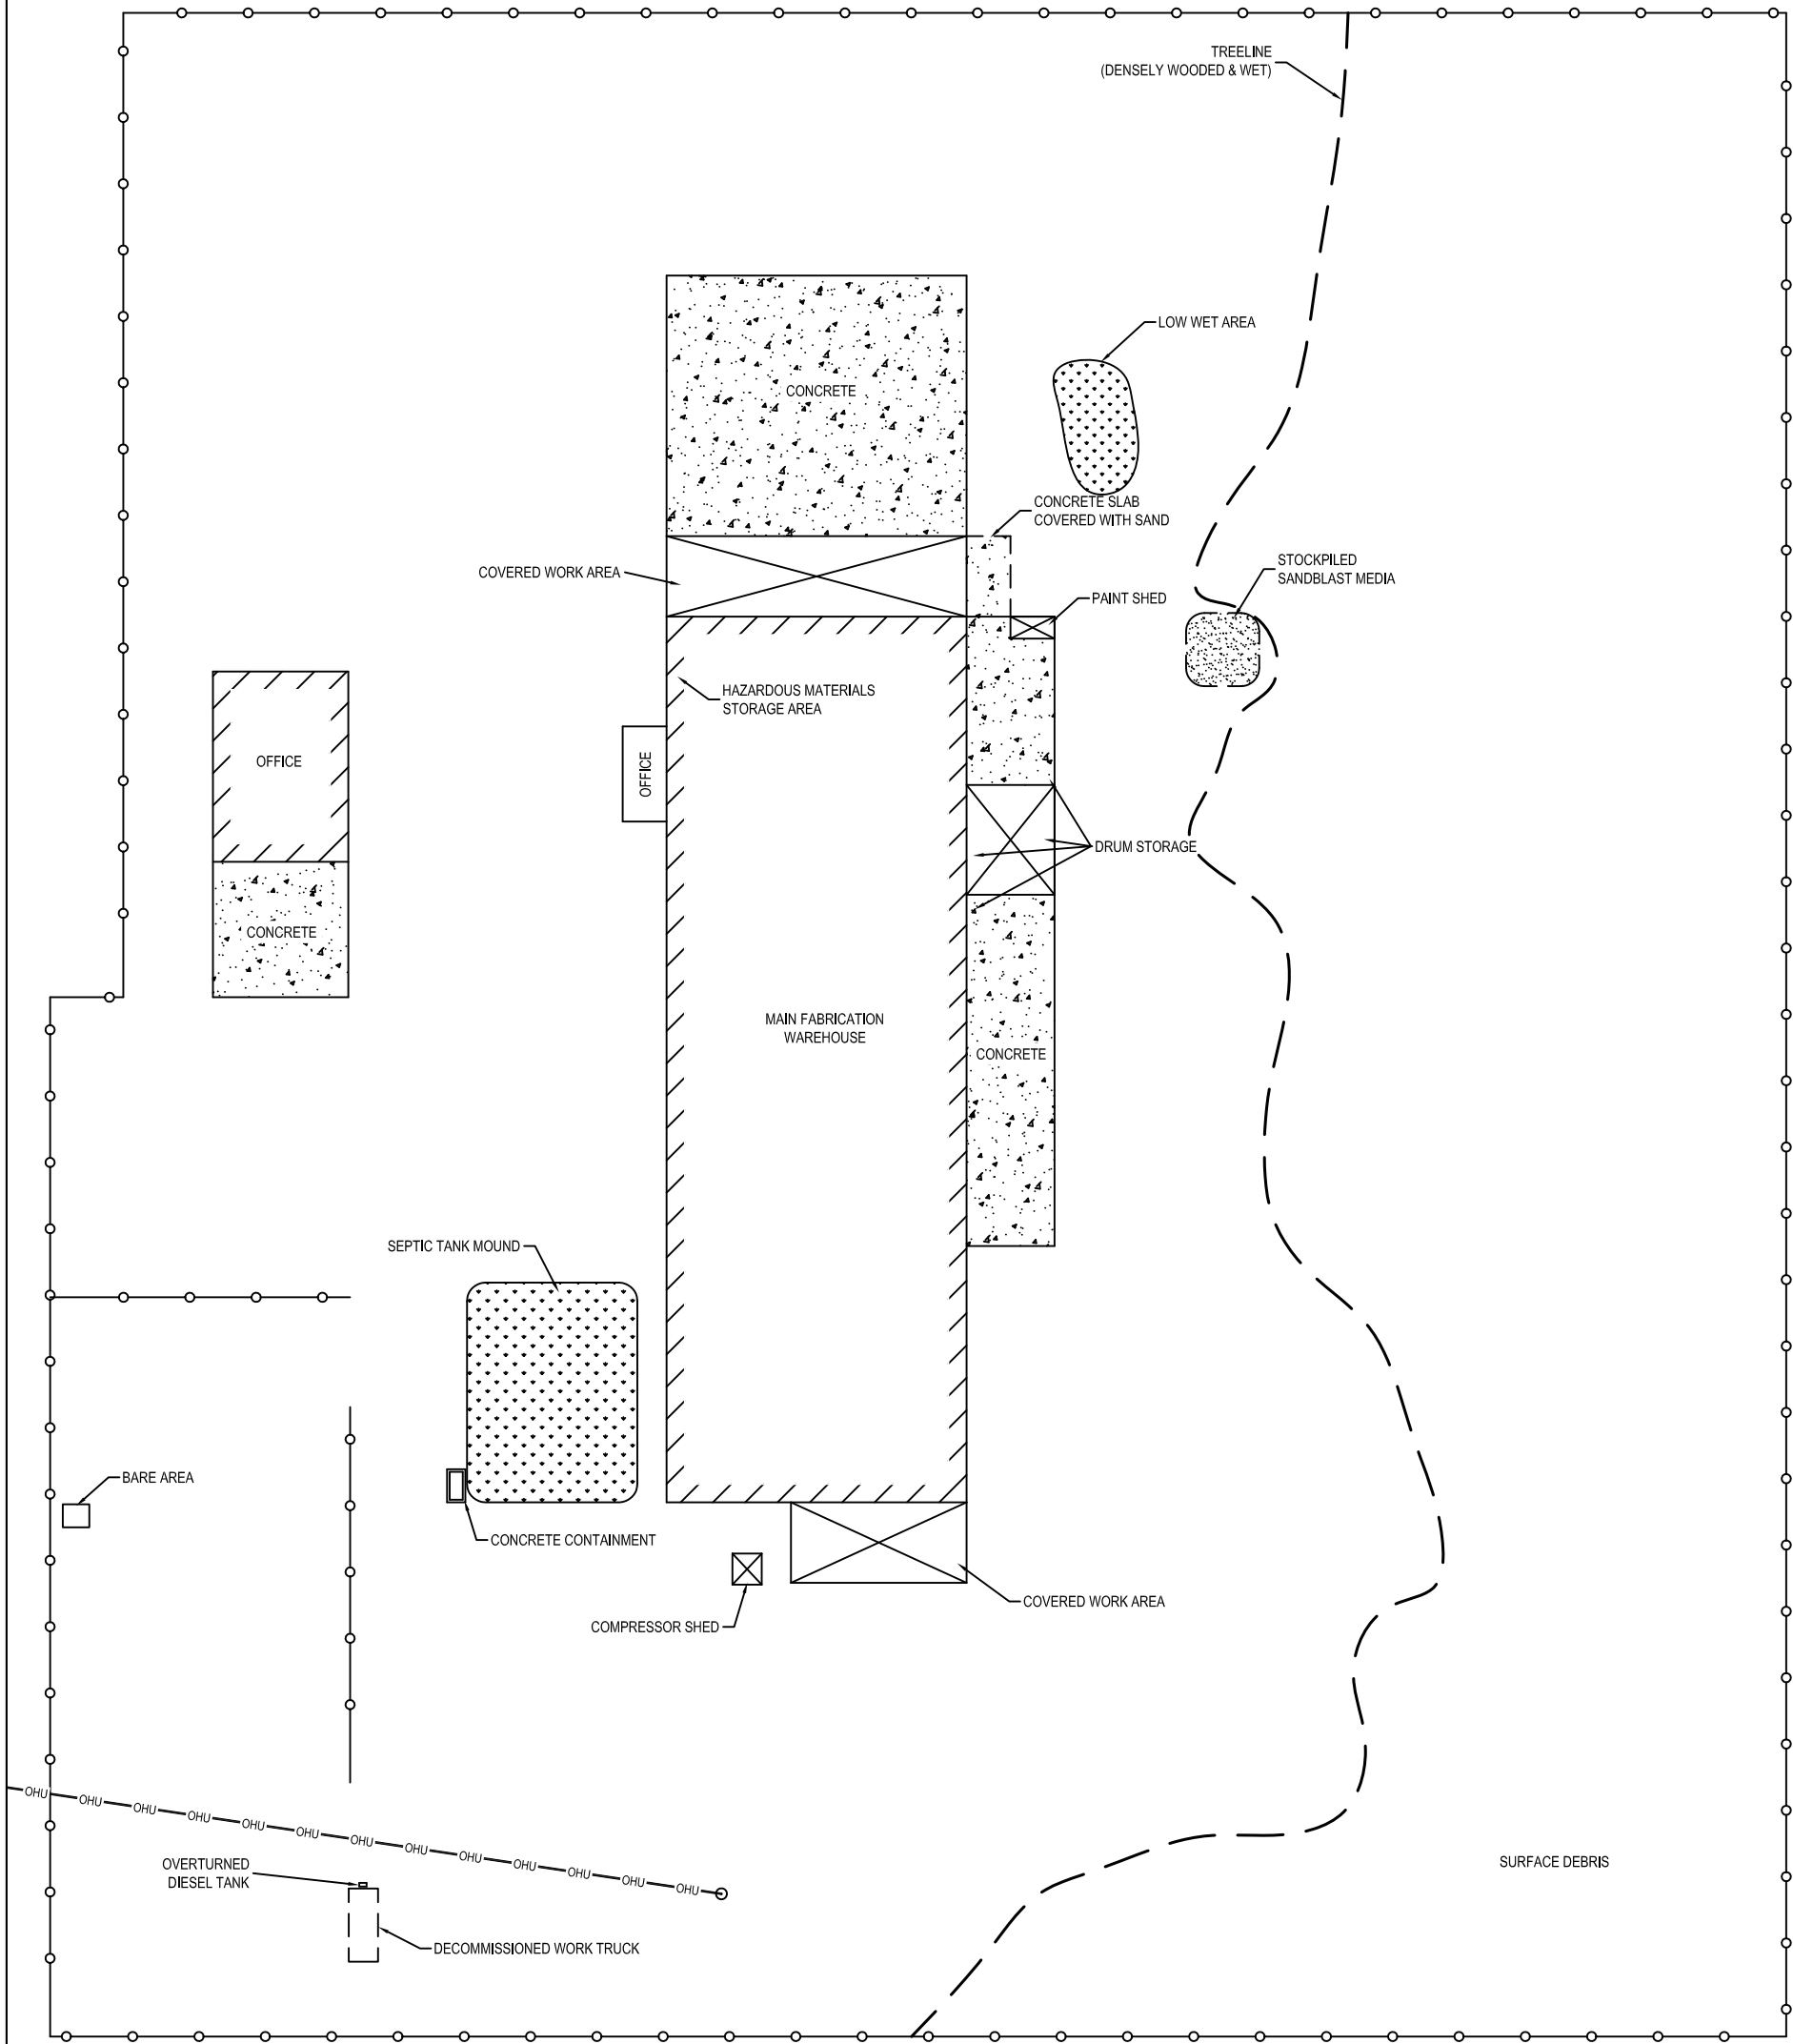 TREELINE
(DENSELY WOODED & WET)
LOW WET AREA
CONCRETE
CONCRETE SLAB
COVERED WITH SAND
STOCKPILED
SANDBLAST MEDIA
COVERED WORK AREA
PAINT SHED
HAZARDOUS MATERIALS
STORAGE AREA
OFFICE
OFFICE
DRUM STORAGE
CONCRETE
MAIN FABRICATION
WAREHOUSE
CONCRETE
SEPTIC TANK MOUND
BARE AREA
CONCRETE CONTAINMENT
COVERED WORK AREA
COMPRESSOR SHED
OHU
OHU
OHU
OHU
OHU
OHU
OHU
OHU
OHU
OHU
OHU
OHU
OHU
SURFACE DEBRIS
OVERTURNED
DIESEL TANK
DECOMMISSIONED WORK TRUCK